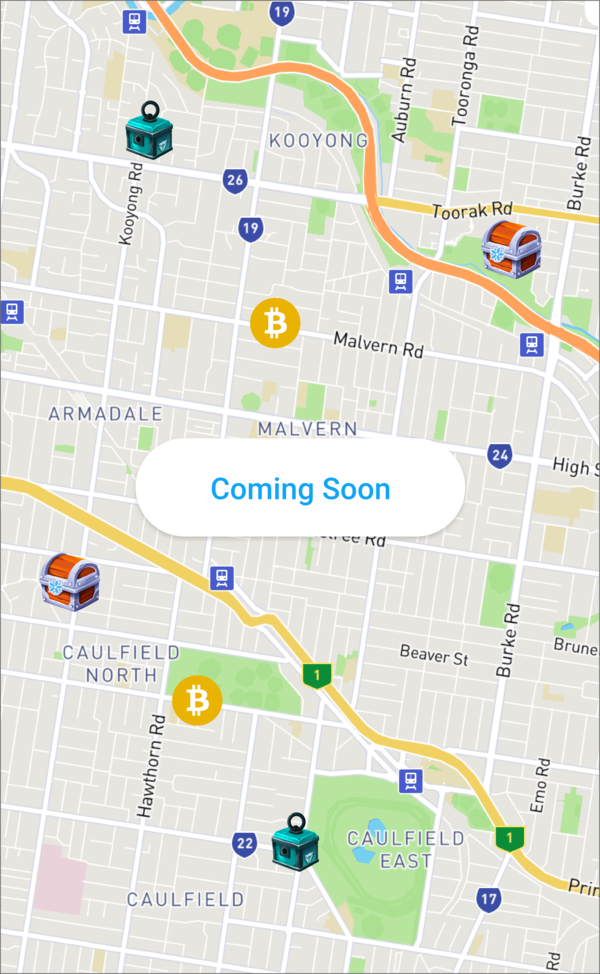 19
KOOYONG
Auburn Rd
Tooronga Rd
Burke Rd
Kooyong Rd
26
Toorak Rd
19
Malvern Rd
ARMADALE
MALVERN
24
High S
Coming Soon
tree Rd
CAULFIELD
NORTH
1
Beaver St
Burke Rd
Brune
Hawthorn Rd
Emo Rd
22
CAULFIELD
EAST
1
CAULFIELD
17
Prin
Rd